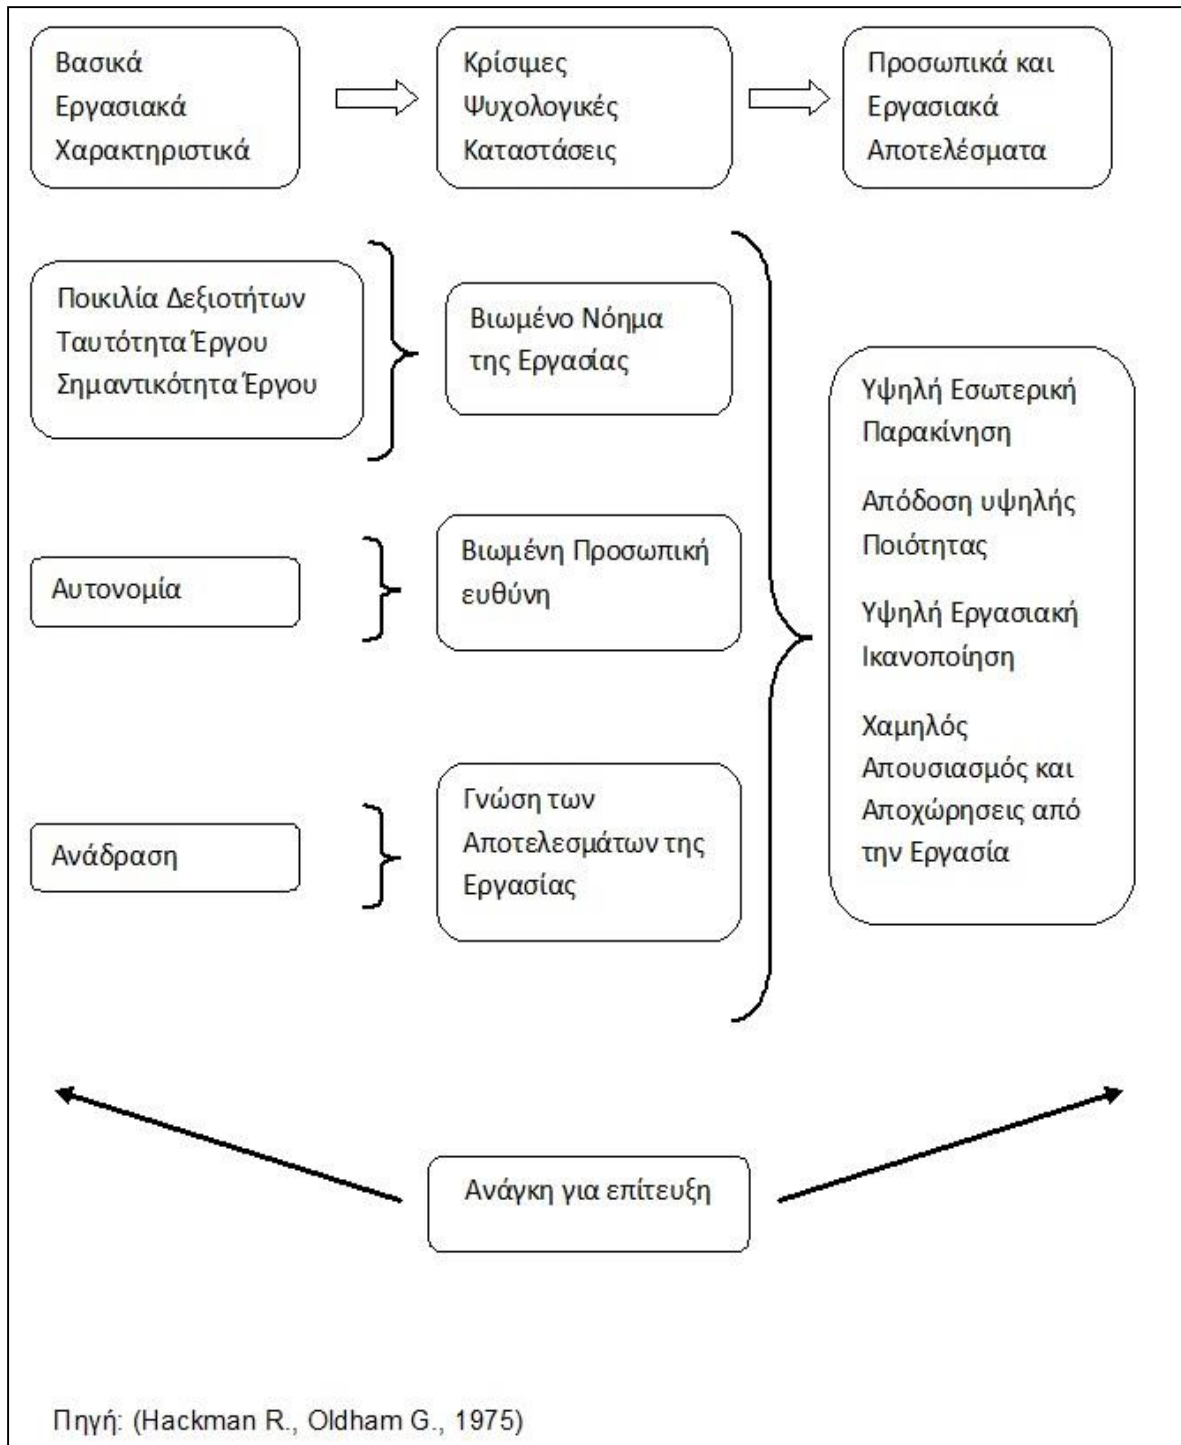 Βασικά
Εργασιακά
Χαρακτηριστικά
Κρίσιμες
Ψυχολογικές
Καταστάσεις
Προσωπικά και
Εργασιακά
Αποτελέσματα
Ποικιλία Δεξιοτήτων
Ταυτότητα Έργου
Σημαντικότητα Έργου
Βιωμένο Νόημα
της Εργασίας
Αυτονομία
Βιωμένη Προσωπική
ευθύνη
Ανάδραση
Γνώση των
Αποτελεσμάτων της
Εργασίας
Υψηλή Εσωτερική
Παρακίνηση
Απόδοση υψηλής
Ποιότητας
Υψηλή Εργασιακή
Ικανοποίηση
Χαμηλός
Απουσιασμός και
Αποχώρησεις από
την Εργασία
Ανάγκη για επίτευξη
Πηγή: (Hackman R., Oldham G., 1975)